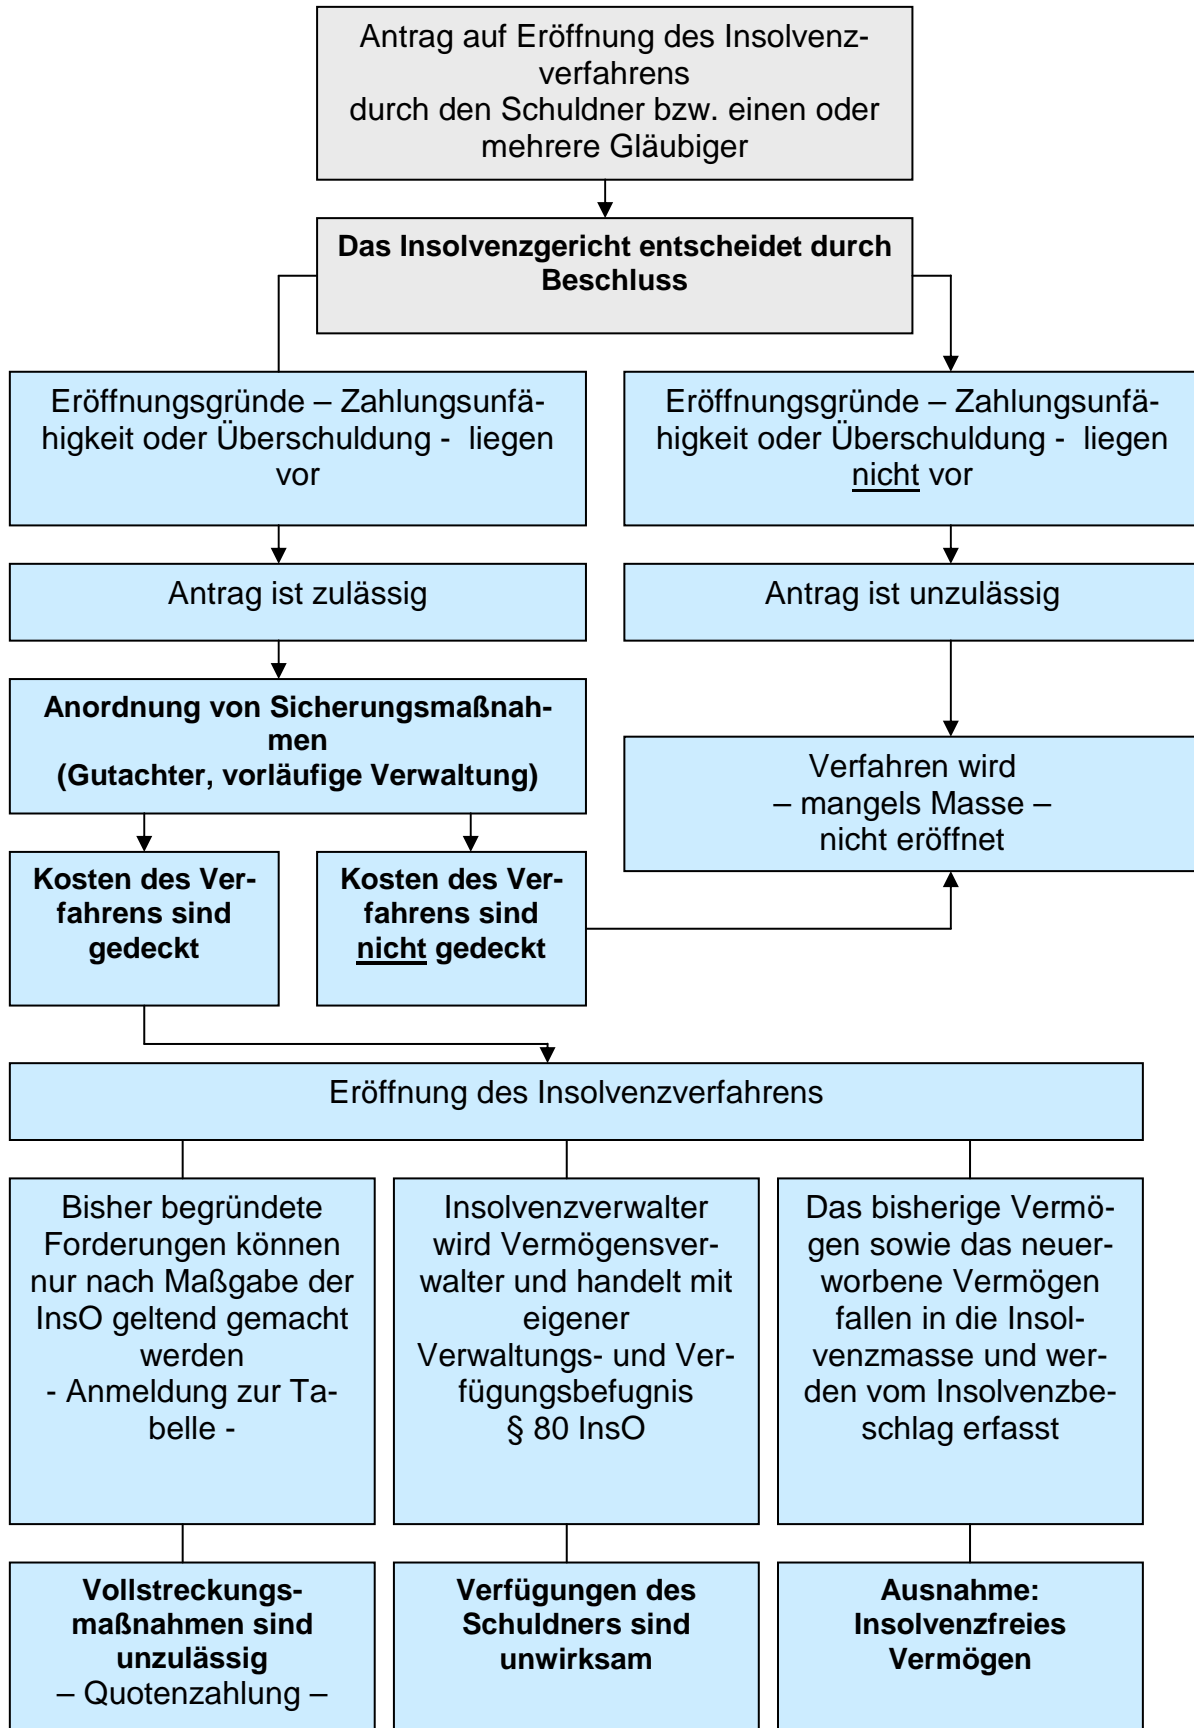 Antrag auf Eröffnung des Insolvenz-
verfahrens
durch den Schuldner bzw. einen oder
mehrere Gläubiger
Das Insolvenzgericht entscheidet durch
Beschluss
Eröffnungsgründe – Zahlungsunfä-
higkeit oder Überschuldung - liegen
vor
Eröffnungsgründe – Zahlungsunfä-
higkeit oder Überschuldung - liegen
nicht vor
Antrag ist zulässig
Antrag ist unzulässig
Anordnung von Sicherungsmaßnah-
men
(Gutachter, vorläufige Verwaltung)
Verfahren wird
– mangels Masse –
nicht eröffnet
Kosten des Ver-
fahrens sind
gedeckt
Kosten des Ver-
fahrens sind
nicht gedeckt
Eröffnung des Insolvenzverfahrens
Bisher begründete
Forderungen können
nur nach Maßgabe der
InsO geltend gemacht
werden
- Anmeldung zur Ta-
belle -
Insolvenzverwalter
wird Vermögensver-
walter und handelt mit
eigener
Verwaltungs- und Ver-
fügungsbefugnis
§ 80 InsO
Das bisherige Vermö-
gen sowie das neuer-
worbene Vermögen
fallen in die Insol-
venzmasse und wer-
den vom Insolvenzbe-
schlag erfasst
Vollstreckungs-
maßnahmen sind
unzulässig
– Quotenzahlung –
Verfügungen des
Schuldners sind
unwirksam
Ausnahme:
Insolvenzfreies
Vermögen